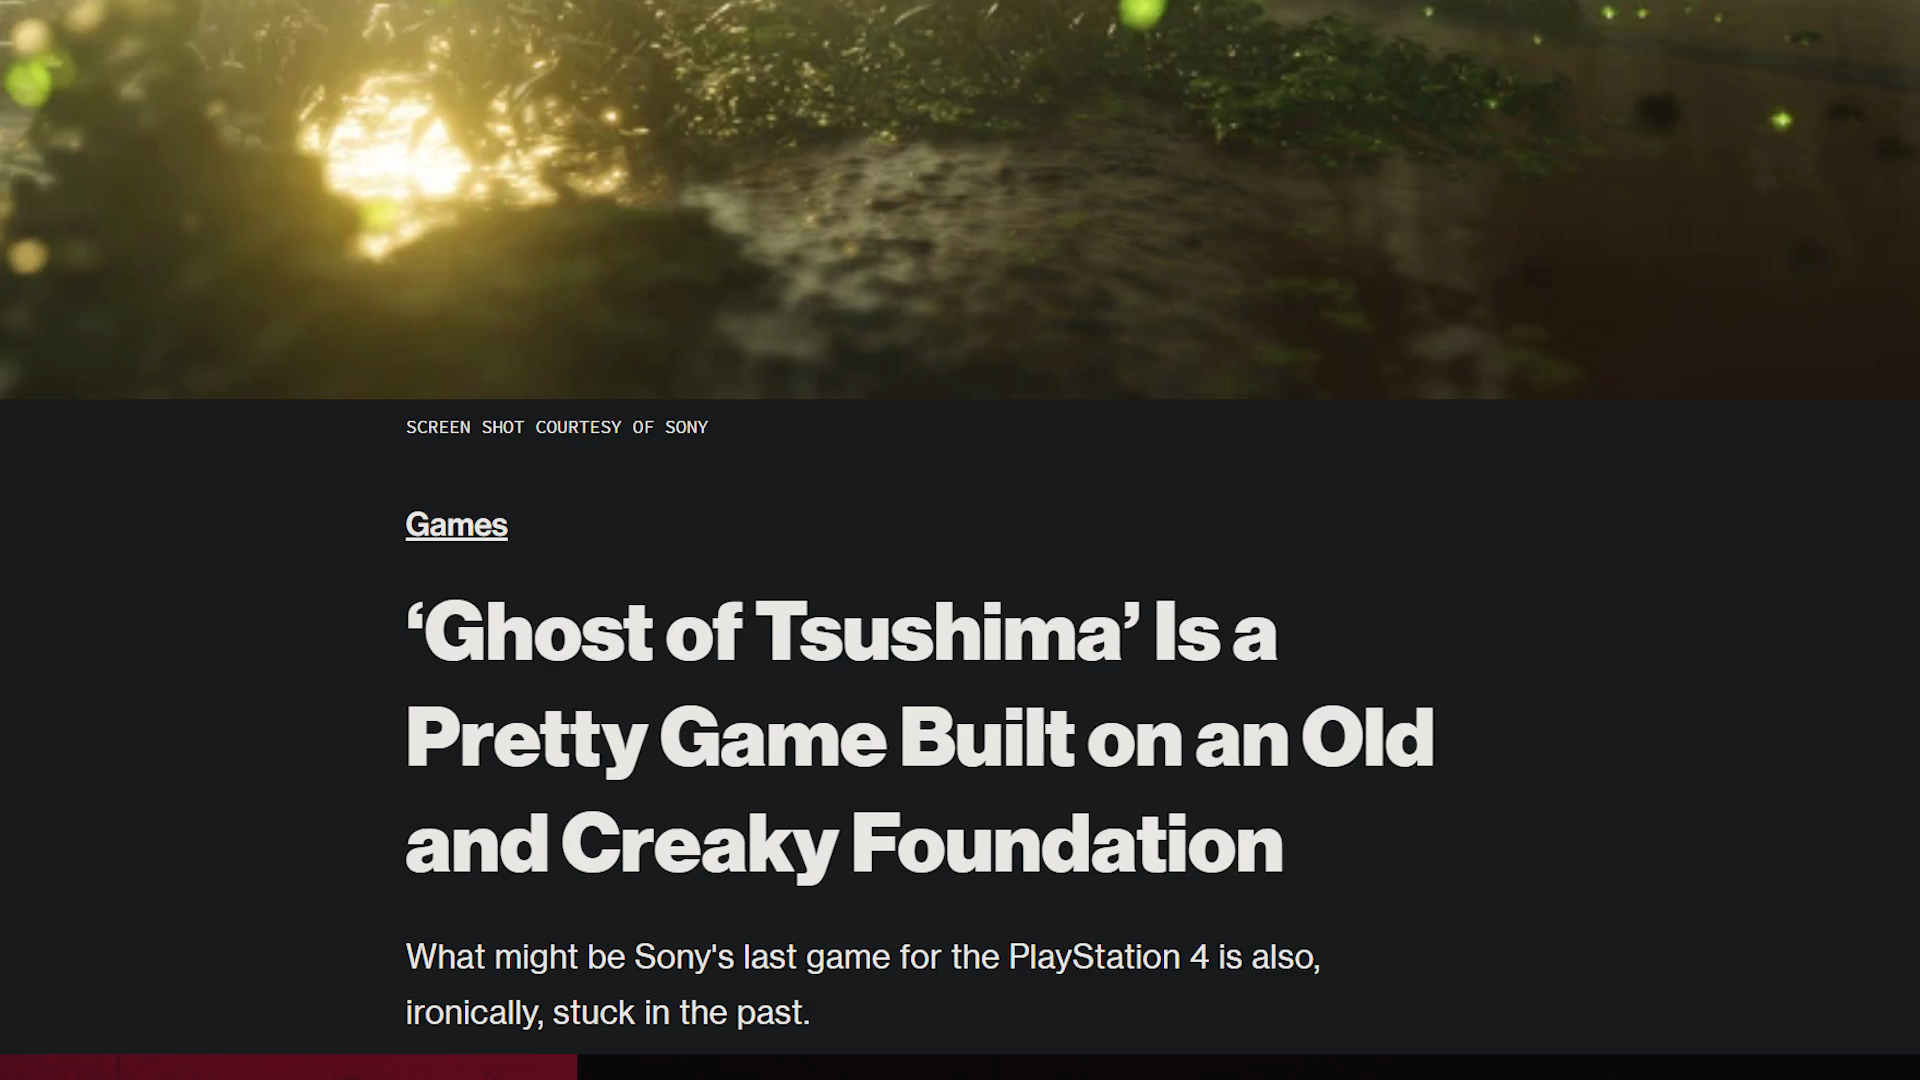 SCREEN SHOT COURTESY OF SONY
Games
‘Ghost of Tsushima’ Is a
Pretty Game Built on an Old
and Creaky Foundation
What might be Sony's last game for the PlayStation 4 is also,
ironically, stuck in the past.